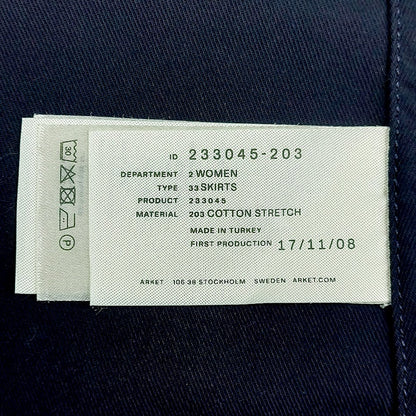 ID 233045-203
DEPARTMENT 2 WOMEN
TYPE 33 SKIRTS
PRODUCT 233045
MATERIAL 203 COTTON STRETCH
MADE IN TURKEY
FIRST PRODUCTION 17/11/08
ARKET 106 38 STOCKHOLM SWEDEN ARKET.COM
30
P